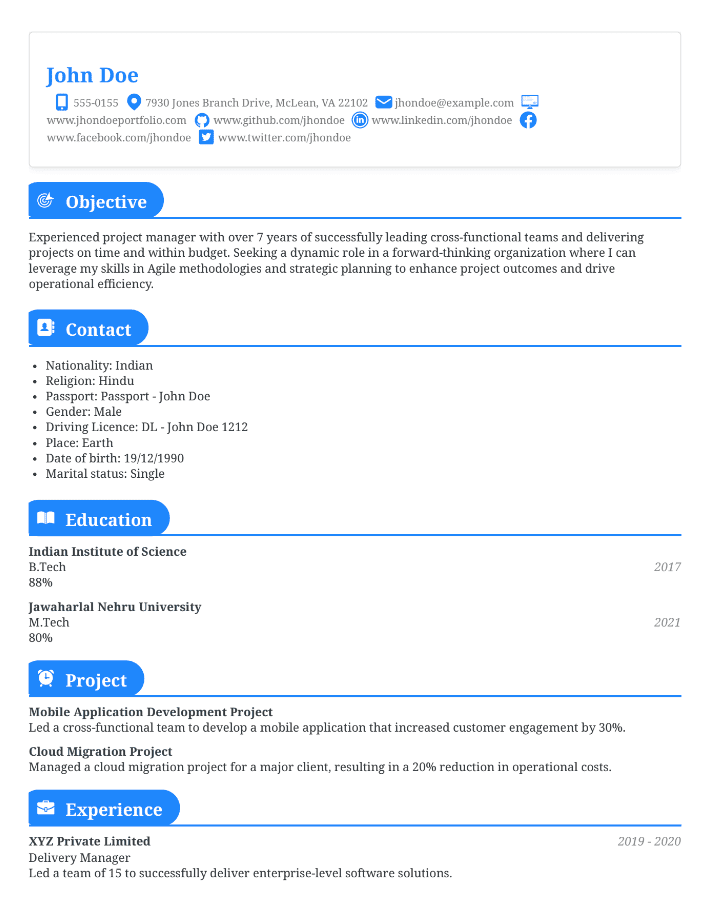 John Doe
555-0155 7930 Jones Branch Drive, McLean, VA 22102 jhondoe@example.com
www.jhondoeportfolio.com www.github.com/jhondoe www.linkedin.com/jhondoe
www.facebook.com/jhondoe www.twitter.com/jhondoe
Objective
Experienced project manager with over 7 years of successfully leading cross-functional teams and delivering
projects on time and within budget. Seeking a dynamic role in a forward-thinking organization where I can
leverage my skills in Agile methodologies and strategic planning to enhance project outcomes and drive
operational efficiency.
Contact
• Nationality: Indian
• Religion: Hindu
• Passport: Passport - John Doe
• Gender: Male
• Driving Licence: DL - John Doe 1212
• Place: Earth
• Date of birth: 19/12/1990
• Marital status: Single
Education
Indian Institute of Science
B.Tech 2017
88%
Jawaharlal Nehru University
M.Tech 2021
80%
Project
Mobile Application Development Project
Led a cross-functional team to develop a mobile application that increased customer engagement by 30%.
Cloud Migration Project
Managed a cloud migration project for a major client, resulting in a 20% reduction in operational costs.
Experience
XYZ Private Limited 2019 - 2020
Delivery Manager
Led a team of 15 to successfully deliver enterprise-level software solutions.